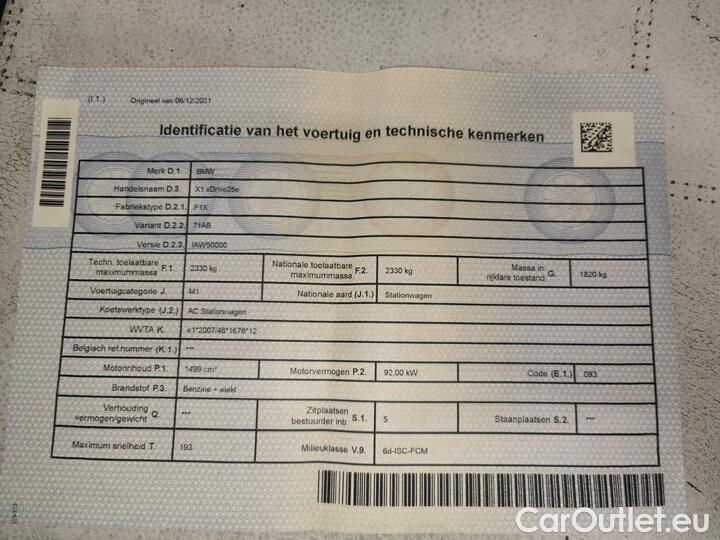 (I.1.) Origineel van 06/12/2021
Identificatie van het voertuig en technische kenmerken
Merk D.1. BMW
Handelsnaam D.3. X1 xDrive25e
Fabriekstype D.2.1. F1X
Variant D.2.2. 71AB
Versie D.2.3. IAW50000
Techn. toelaatbare maximummassa F.1. 2330 kg Nationale toelaatbare maximummassa F.2. 2330 kg Massa in rijklare toestand G. 1820 kg
Voertuigcategorie J. M1 Nationale aard (J.1.) Stationwagen
Koetswerktype (J.2.) AC Stationwagen
WVTA K. e1*2007/46*1676*12
Belgisch ref.nummer (K.1.) ***
Motorinhoud P.1. 1499 cm³ Motorvermogen P.2. 92,00 kW Code (E.1.) 093
Brandstof P.3. Benzine + elekt
Verhouding vermogen/gewicht Q. *** Zitplaatsen bestuurder inb S.1. 5 Staanplaatsen S.2. ***
Maximum snelheid T. 193 Milieuklasse V.9. 6d-ISC-FCM
CarOutlet.eu